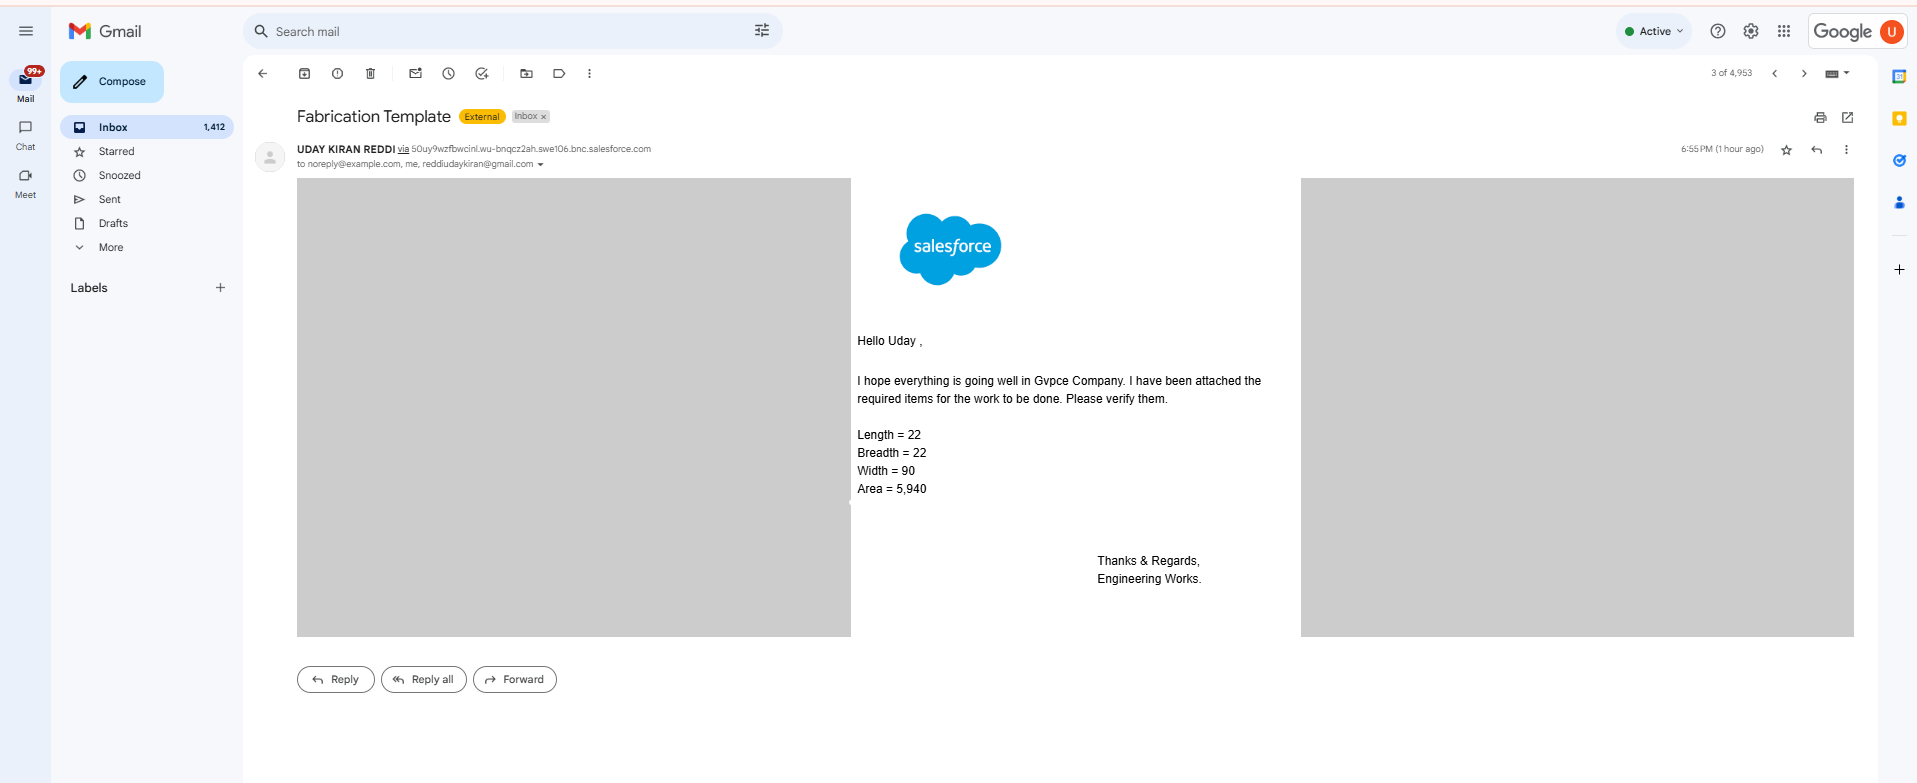 Gmail
Search mail
Active
Google
U
99+
Mail
Chat
Meet
Compose
Inbox 1,412
Starred
Snoozed
Sent
Drafts
More
Labels
3 of 4,953
31
Fabrication Template External Inbox ×
UDAY KIRAN REDDI via 50uy9wzfbwcinl.wu-bnqcz2ah.swe106.bnc.salesforce.com
6:55 PM (1 hour ago)
to noreply@example.com, me, reddiudaykiran@gmail.com
salesforce
Hello Uday ,
I hope everything is going well in Gvpce Company. I have been attached the
required items for the work to be done. Please verify them.
Length = 22
Breadth = 22
Width = 90
Area = 5,940
Thanks & Regards,
Engineering Works.
Reply
Reply all
Forward